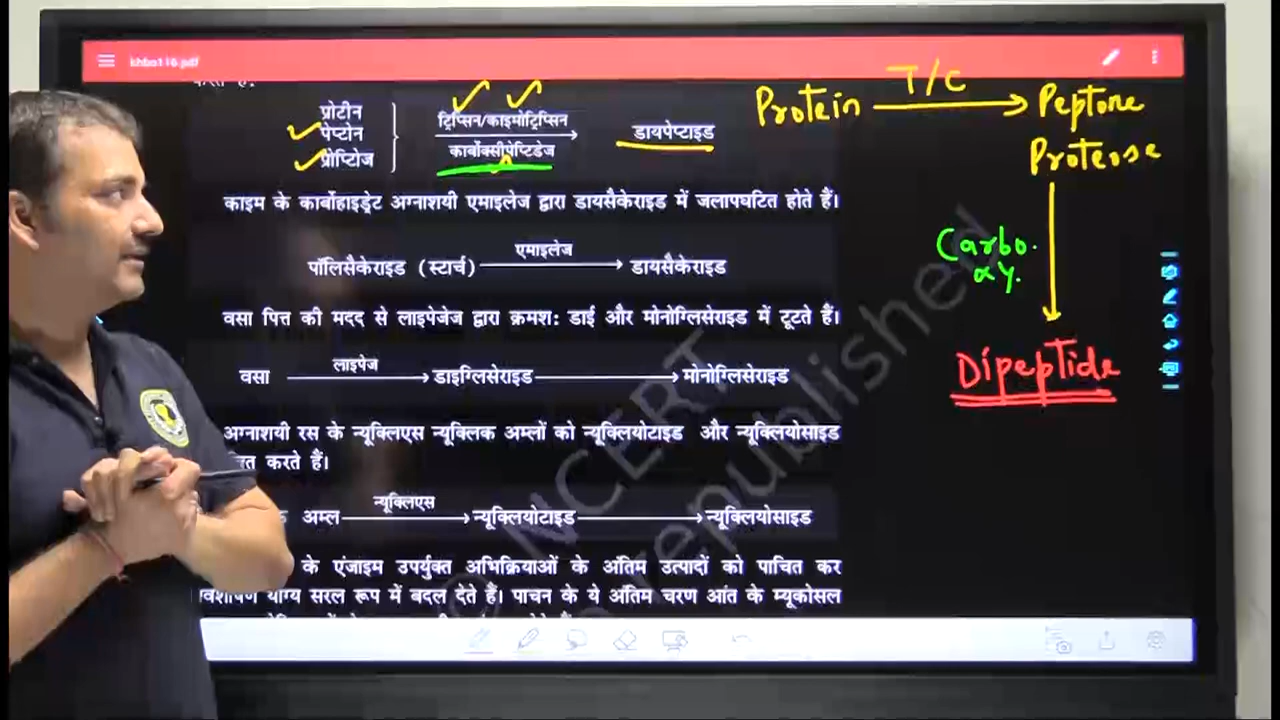 khbo116.pdf
करते हैं:
प्रोटीन
पेप्टोन
प्रोप्टिोज
ट्रिप्सिन/काइमोट्रिप्सिन
कार्बोक्सीपेप्टिडेज
डायपेप्टाइड
काइम के कार्बोहाइड्रेट अग्नाशयी एमाइलेज द्वारा डायसैकेराइड में जलापघटित होते हैं।
पॉलिसैकेराइड (स्टार्च) एमाइलेज डायसैकेराइड
वसा पित्त की मदद से लाइपेजेज द्वारा क्रमश: डाई और मोनोग्लिसेराइड में टूटते हैं।
वसा लाइपेज डाइग्लिसेराइड मोनोग्लिसेराइड
अग्नाशयी रस के न्यूक्लिएस न्यूक्लिक अम्लों को न्यूक्लियोटाइड और न्यूक्लियोसाइड
करते हैं।
अम्ल न्यूक्लिएस न्यूक्लियोटाइड न्यूक्लियोसाइड
के एंजाइम उपर्युक्त अभिक्रियाओं के अंतिम उत्पादों को पाचित कर
योग्य सरल रूप में बदल देते हैं। पाचन के ये अंतिम चरण आंत के म्यूकोसल
© NCERT
republished
Protein T/C Peptone
Proteose
Carbo.
xy.
Dipeptide